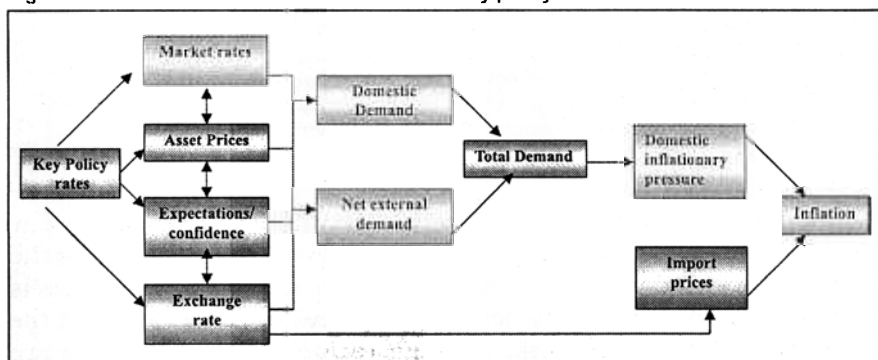 Market rates
Asset Prices
Key Policy
rates
Expectations/
confidence
Exchange
rate
Domestic
Demand
Net external
demand
Total Demand
Domestic
inflationary
pressure
Import
prices
Inflation